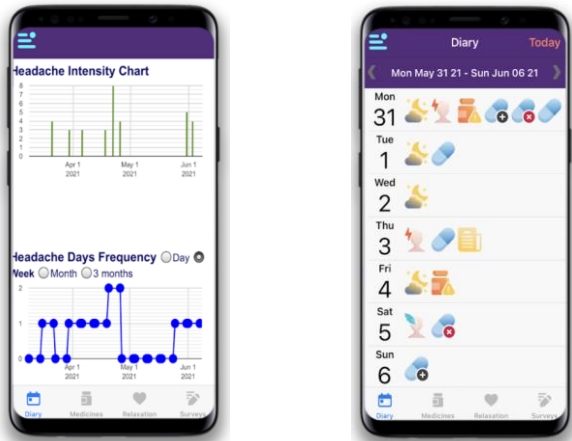 Headache Intensity Chart
8
7
6
5
4
3
2
1
0
Apr 1 May 1 Jun 1
2021 2021 2021
Headache Days Frequency Day
Week Month 3 months
2
1
0
Apr 1 May 1 Jun 1
2021 2021 2021
Diary Medicines Relaxation Surveys
Diary Today
Mon May 31 21 - Sun Jun 06 21
Mon
31
Tue
1
Wed
2
Thu
3
Fri
4
Sat
5
Sun
6
Diary Medicines Relaxation Surveys